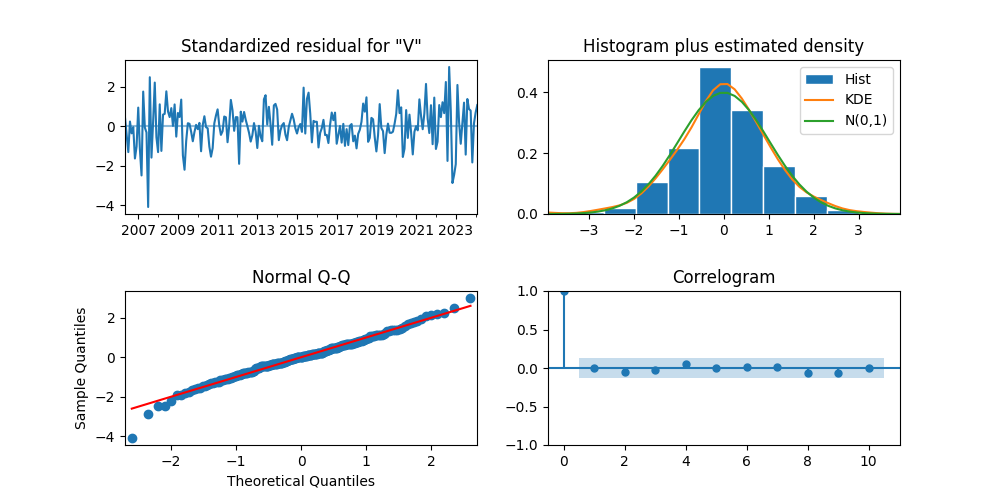 Standardized residual for "V"
2
0
−2
−4
2007 2009 2011 2013 2015 2017 2019 2021 2023
Histogram plus estimated density
0.4
0.2
0.0
Hist
KDE
N(0,1)
−3 −2 −1 0 1 2 3
Normal Q-Q
Sample Quantiles
2
0
−2
−4
−2 −1 0 1 2
Theoretical Quantiles
Correlogram
1.0
0.5
0.0
−0.5
−1.0
0 2 4 6 8 10